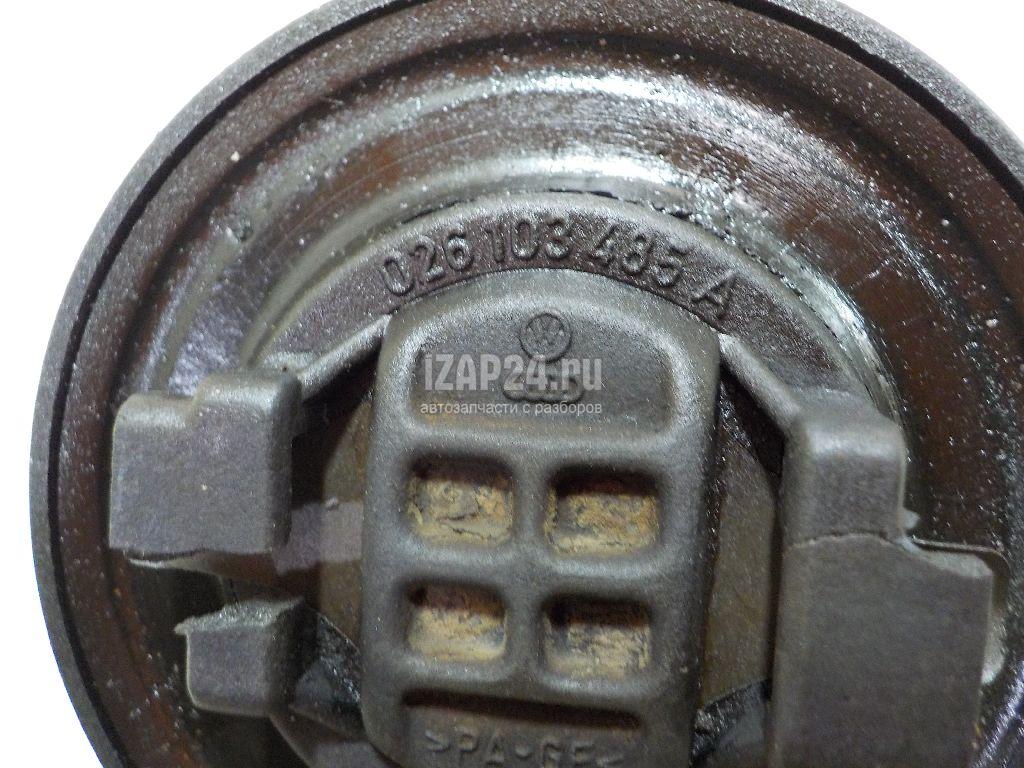 026 103 485 A
iZAP24.ru
автозапчасти с разборов
>PA-GF<